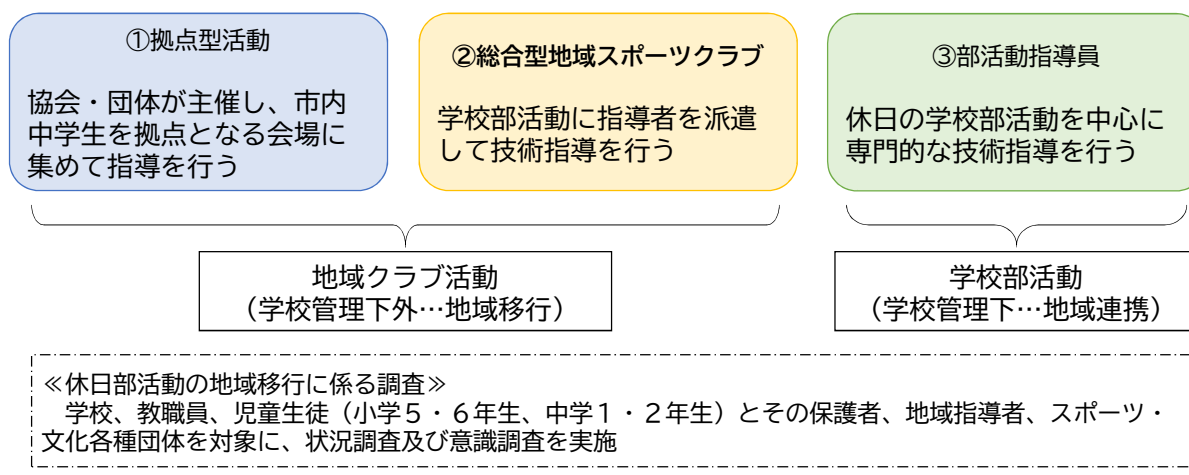 ①拠点型活動
協会・団体が主催し、市内
中学生を拠点となる会場に
集めて指導を行う
②総合型地域スポーツクラブ
学校部活動に指導者を派遣
して技術指導を行う
③部活動指導員
休日の学校部活動を中心に
専門的な技術指導を行う
地域クラブ活動
（学校管理下外…地域移行）
学校部活動
（学校管理下…地域連携）
≪休日部活動の地域移行に係る調査≫
　学校、教職員、児童生徒（小学５・６年生、中学１・２年生）とその保護者、地域指導者、スポーツ・
文化各種団体を対象に、状況調査及び意識調査を実施